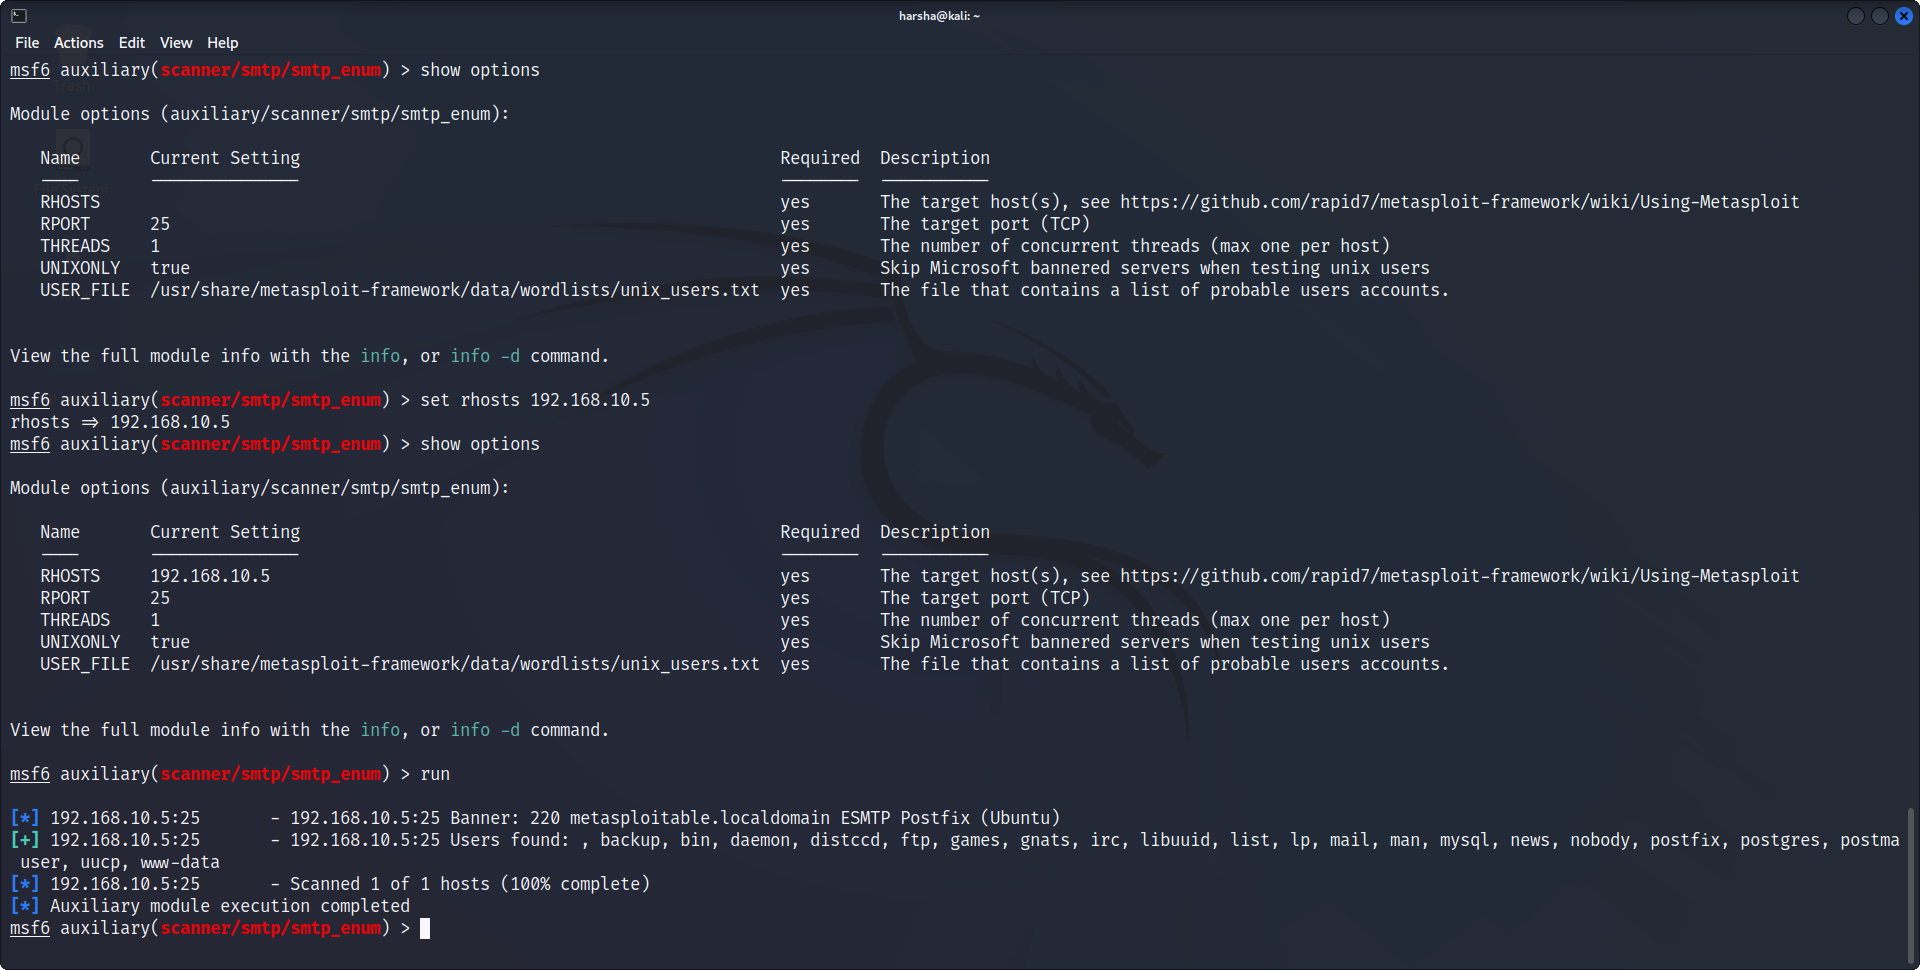 harsha@kali: ~
File Actions Edit View Help
msf6 auxiliary(scanner/smtp/smtp_enum) > show options
Module options (auxiliary/scanner/smtp/smtp_enum):
Name Current Setting Required Description
---- --------------- -------- -----------
RHOSTS yes The target host(s), see https://github.com/rapid7/metasploit-framework/wiki/Using-Metasploit
RPORT 25 yes The target port (TCP)
THREADS 1 yes The number of concurrent threads (max one per host)
UNIXONLY true yes Skip Microsoft bannered servers when testing unix users
USER_FILE /usr/share/metasploit-framework/data/wordlists/unix_users.txt yes The file that contains a list of probable users accounts.
View the full module info with the info, or info -d command.
msf6 auxiliary(scanner/smtp/smtp_enum) > set rhosts 192.168.10.5
rhosts => 192.168.10.5
msf6 auxiliary(scanner/smtp/smtp_enum) > show options
Module options (auxiliary/scanner/smtp/smtp_enum):
Name Current Setting Required Description
---- --------------- -------- -----------
RHOSTS 192.168.10.5 yes The target host(s), see https://github.com/rapid7/metasploit-framework/wiki/Using-Metasploit
RPORT 25 yes The target port (TCP)
THREADS 1 yes The number of concurrent threads (max one per host)
UNIXONLY true yes Skip Microsoft bannered servers when testing unix users
USER_FILE /usr/share/metasploit-framework/data/wordlists/unix_users.txt yes The file that contains a list of probable users accounts.
View the full module info with the info, or info -d command.
msf6 auxiliary(scanner/smtp/smtp_enum) > run
[*] 192.168.10.5:25 - 192.168.10.5:25 Banner: 220 metasploitable.localdomain ESMTP Postfix (Ubuntu)
[+] 192.168.10.5:25 - 192.168.10.5:25 Users found: , backup, bin, daemon, distccd, ftp, games, gnats, irc, libuuid, list, lp, mail, man, mysql, news, nobody, postfix, postgres, postma
user, uucp, www-data
[*] 192.168.10.5:25 - Scanned 1 of 1 hosts (100% complete)
[*] Auxiliary module execution completed
msf6 auxiliary(scanner/smtp/smtp_enum) >